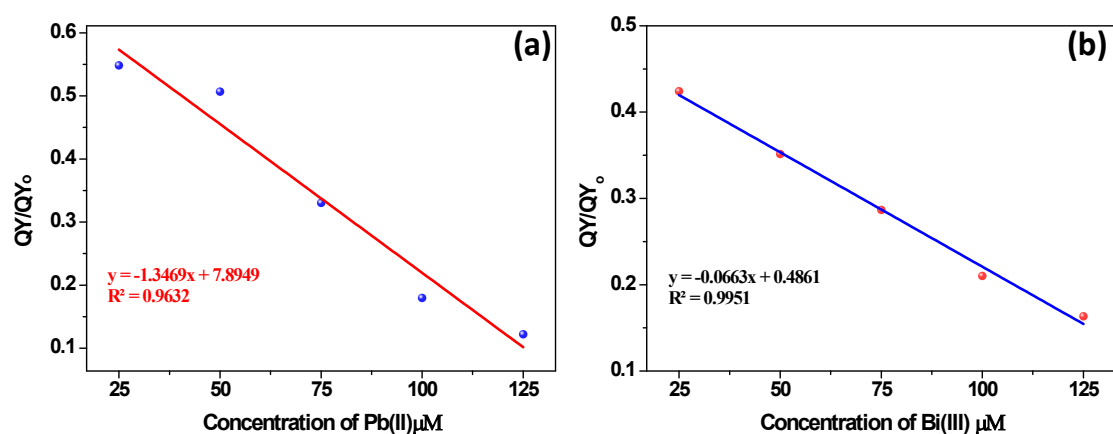 (a)
0.6
0.5
0.4
0.3
0.2
0.1
QY/QY₀
y = -1.3469x + 7.8949
R² = 0.9632
25 50 75 100 125
Concentration of Pb(II)μM
(b)
0.5
0.4
0.3
0.2
0.1
QY/QYₒ
y = -0.0663x + 0.4861
R² = 0.9951
25 50 75 100 125
Concentration of Bi(III) μM